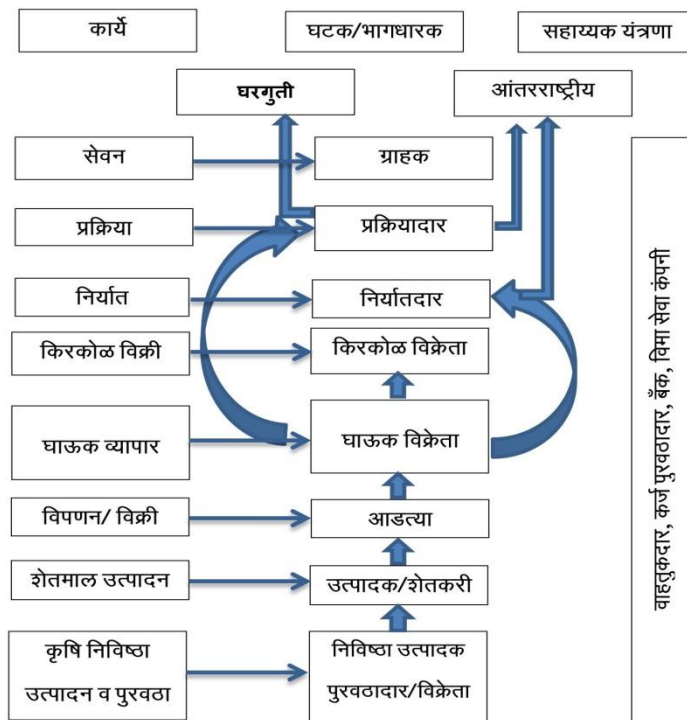 कार्ये
घटक/भागधारक
सहाय्यक यंत्रणा
घरगुती
आंतरराष्ट्रीय
सेवन
ग्राहक
प्रक्रिया
प्रक्रियादार
निर्यात
निर्यातदार
किरकोळ विक्री
किरकोळ विक्रेता
घाऊक व्यापार
घाऊक विक्रेता
विपणन/ विक्री
आडत्या
शेतमाल उत्पादन
उत्पादक/शेतकरी
कृषि निविष्ठा
उत्पादन व पुरवठा
निविष्ठा उत्पादक
पुरवठादार/विक्रेता
वाहतुकदार, कर्ज पुरवठादार, बँक, विमा सेवा कंपनी